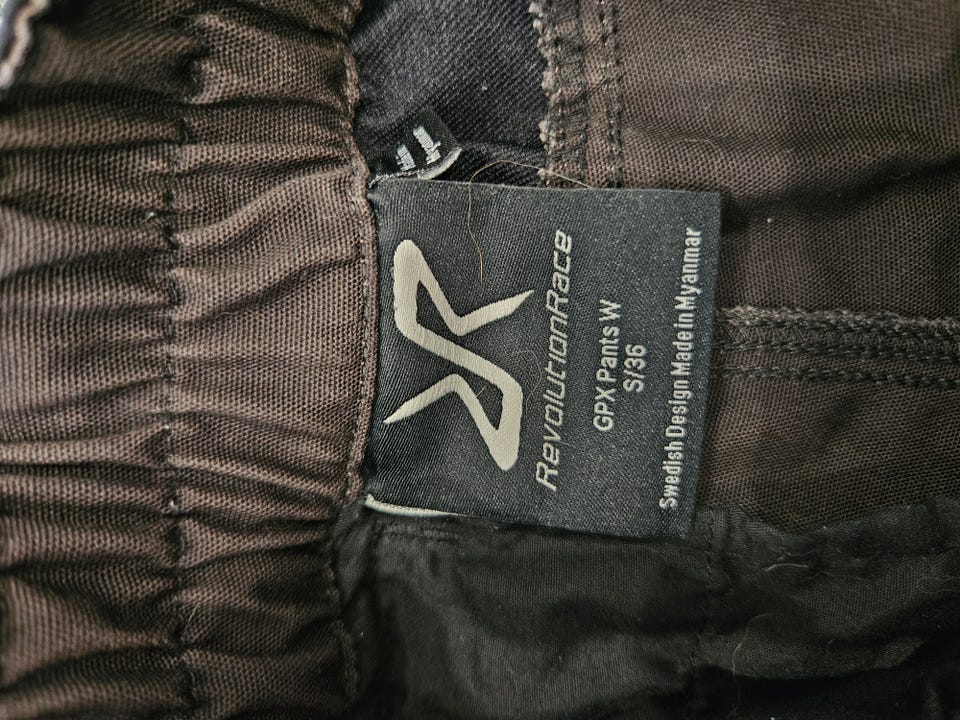 RevolutionRace
GPX Pants W
S/36
Swedish Design Made in Myanmar